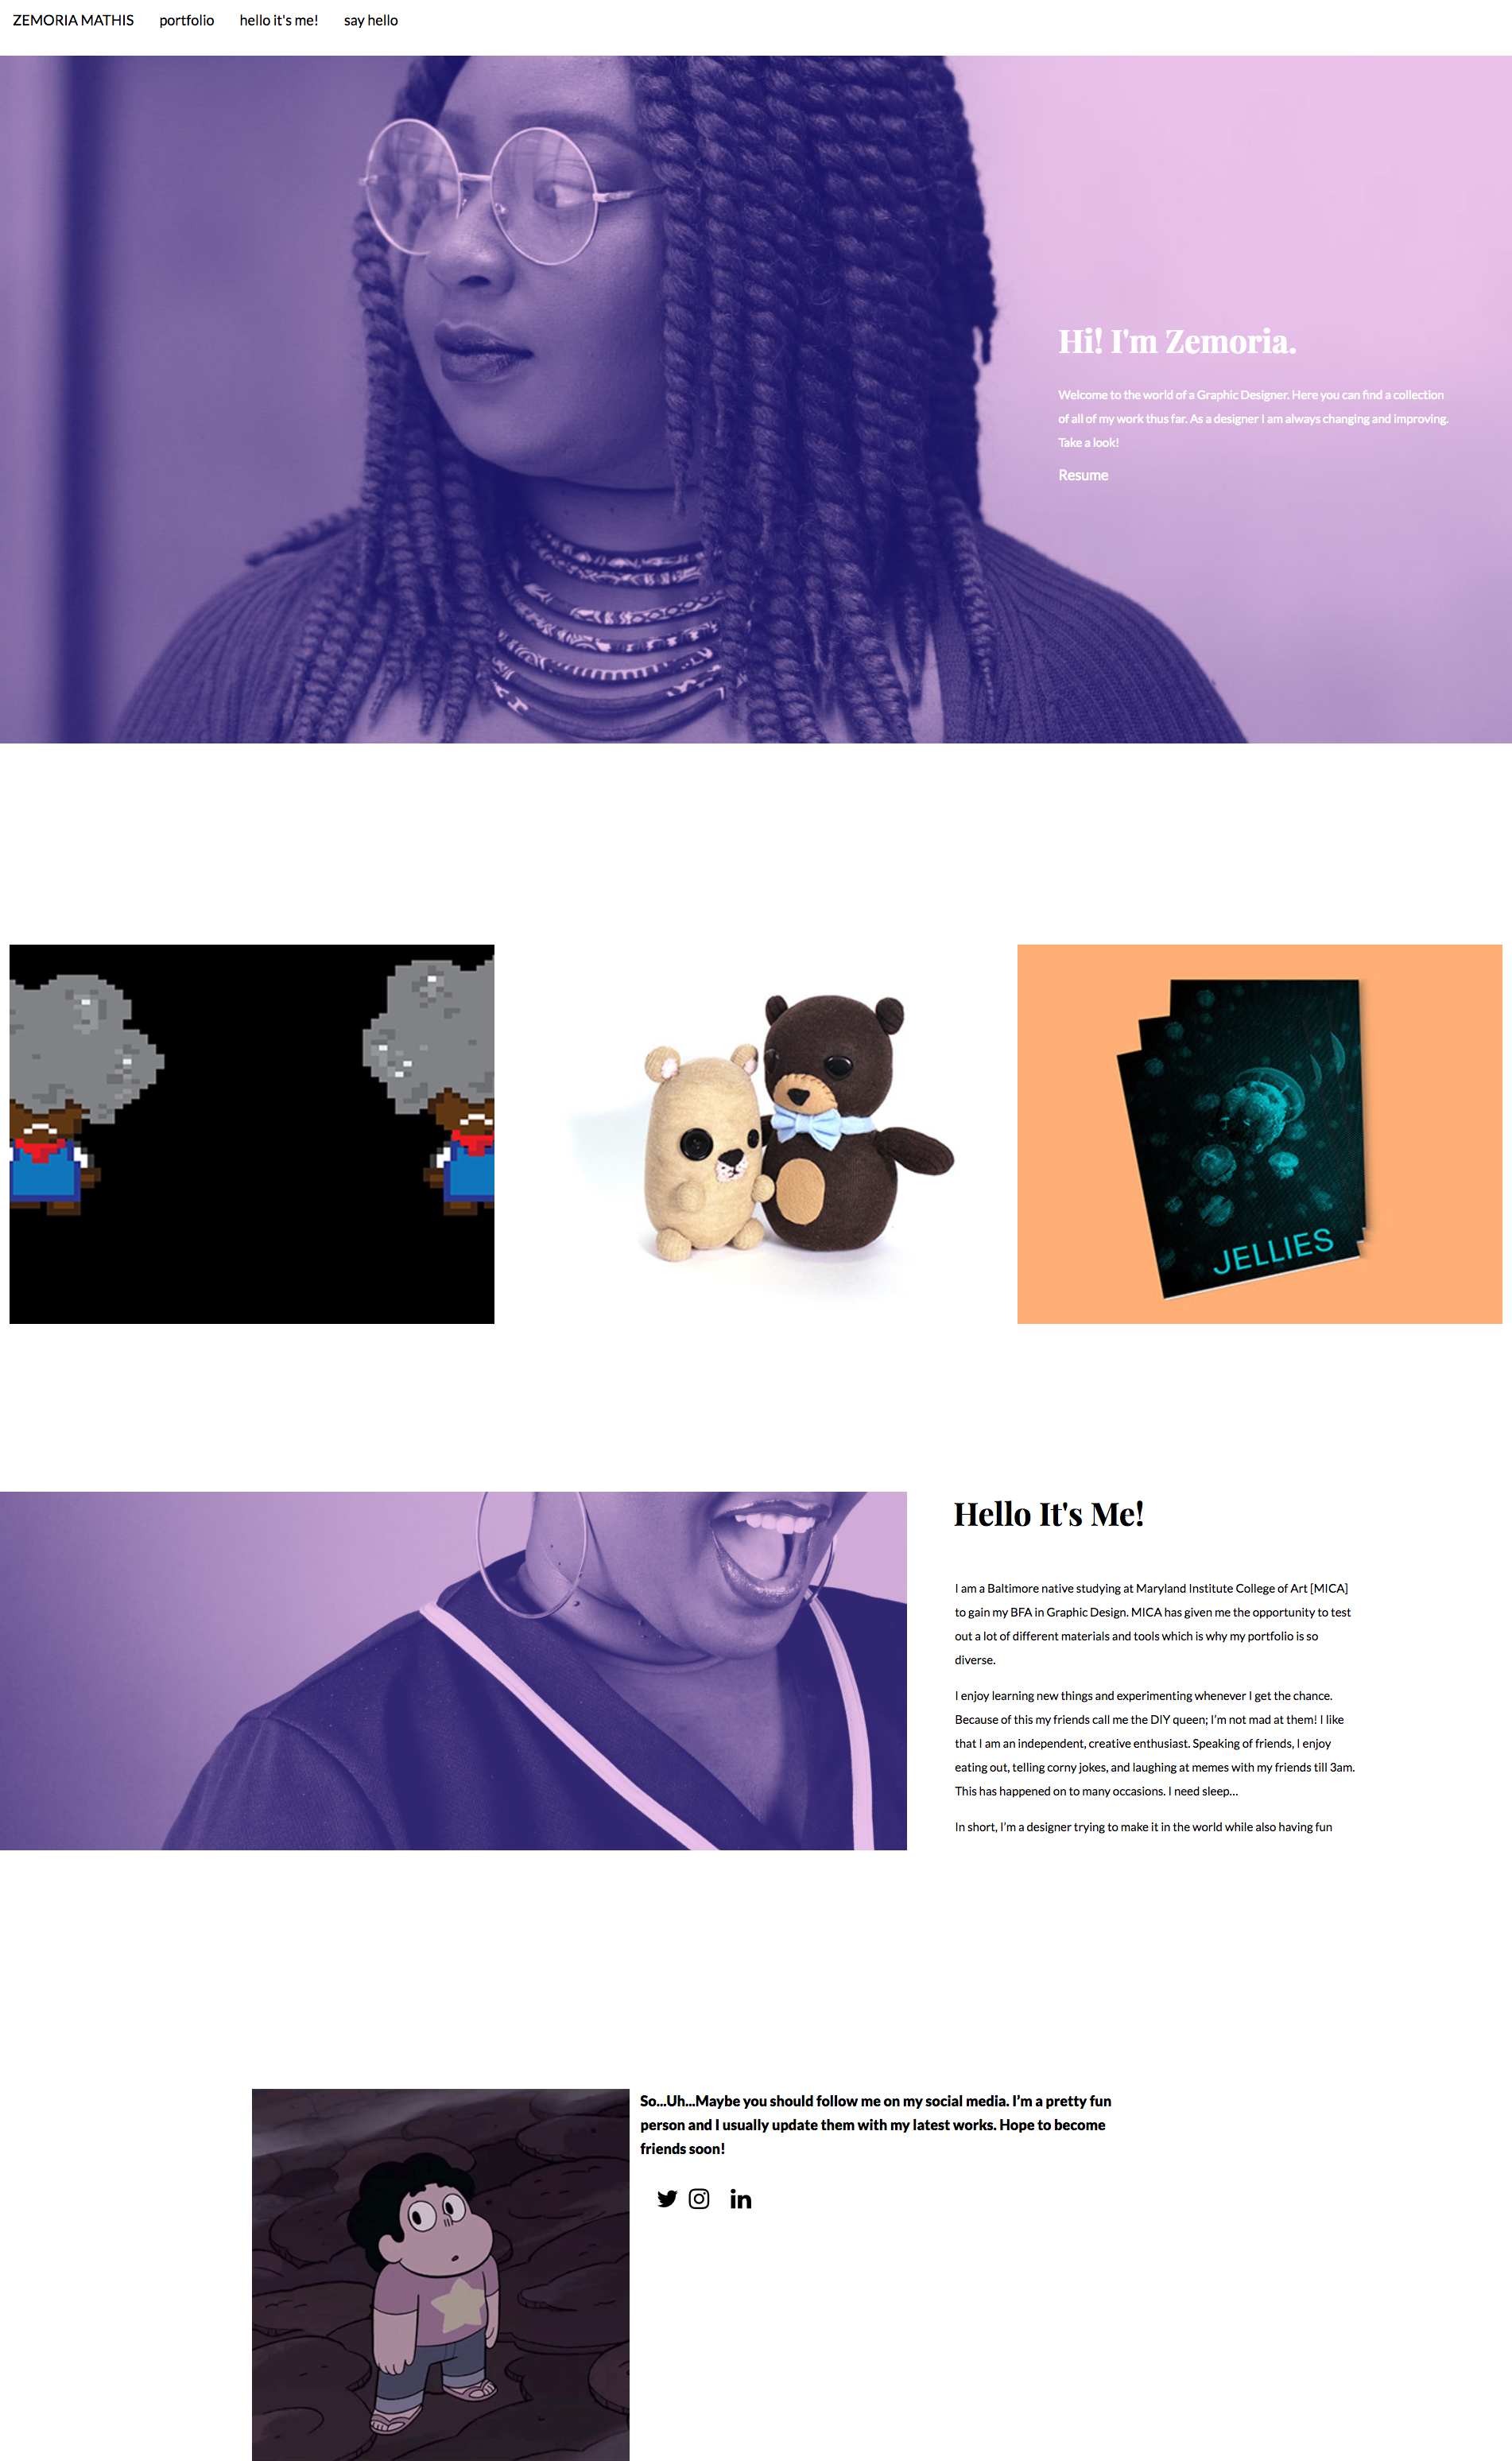 ZEMORIA MATHIS portfolio hello it's me! say hello
Hi! I'm Zemoria.
Welcome to the world of a Graphic Designer. Here you can find a collection
of all of my work thus far. As a designer I am always changing and improving.
Take a look!
Resume
JELLIES
Hello It's Me!
I am a Baltimore native studying at Maryland Institute College of Art [MICA]
to gain my BFA in Graphic Design. MICA has given me the opportunity to test
out a lot of different materials and tools which is why my portfolio is so
diverse.
I enjoy learning new things and experimenting whenever I get the chance.
Because of this my friends call me the DIY queen; I’m not mad at them! I like
that I am an independent, creative enthusiast. Speaking of friends, I enjoy
eating out, telling corny jokes, and laughing at memes with my friends till 3am.
This has happened on to many occasions. I need sleep...
In short, I’m a designer trying to make it in the world while also having fun
So...Uh...Maybe you should follow me on my social media. I’m a pretty fun
person and I usually update them with my latest works. Hope to become
friends soon!